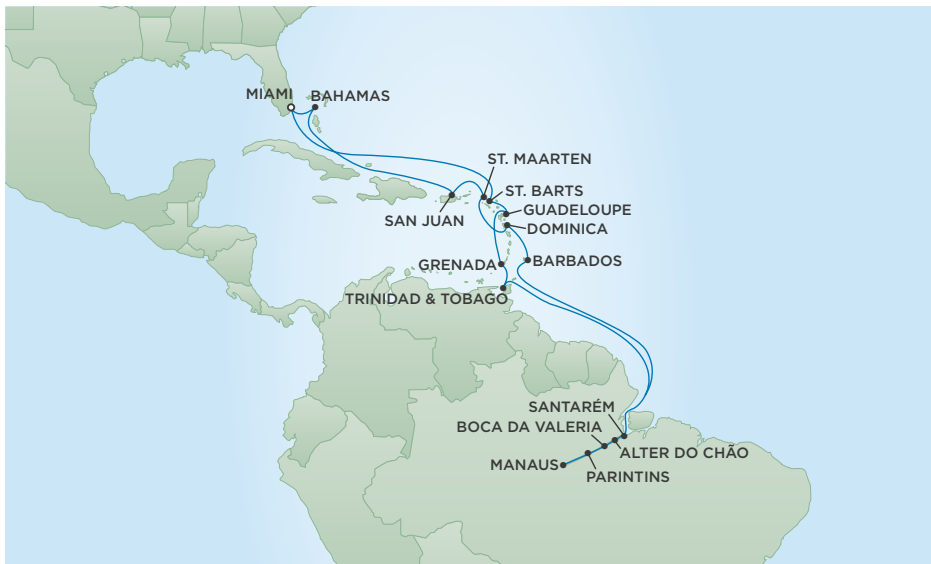 MIAMI
BAHAMAS
ST. MAARTEN
ST. BARTS
SAN JUAN
GUADELOUPE
DOMINICA
GRENADA
BARBADOS
TRINIDAD & TOBAGO
SANTARÉM
BOCA DA VALERIA
ALTER DO CHÃO
MANAUS
PARINTINS